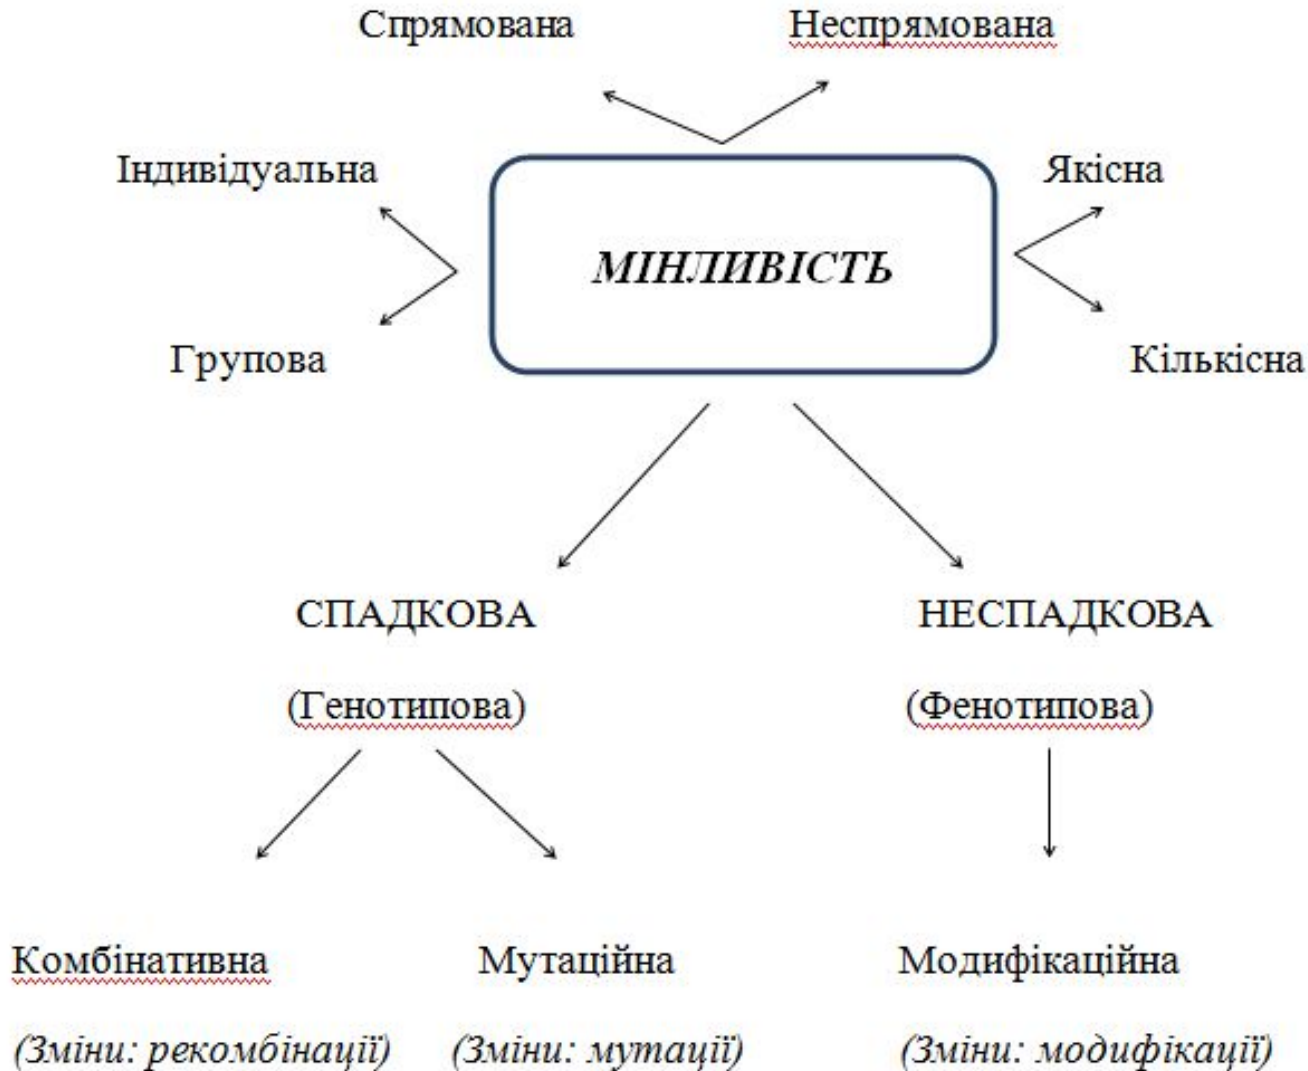 Спрямована Неспрямована
Індивідуальна Якісна
МІНЛИВІСТЬ
Групова Кількісна
СПАДКОВА НЕСПАДКОВА
(Генотипова) (Фенотипова)
Комбінативна Мутаційна Модифікаційна
(Зміни: рекомбінації) (Зміни: мутації) (Зміни: модифікації)